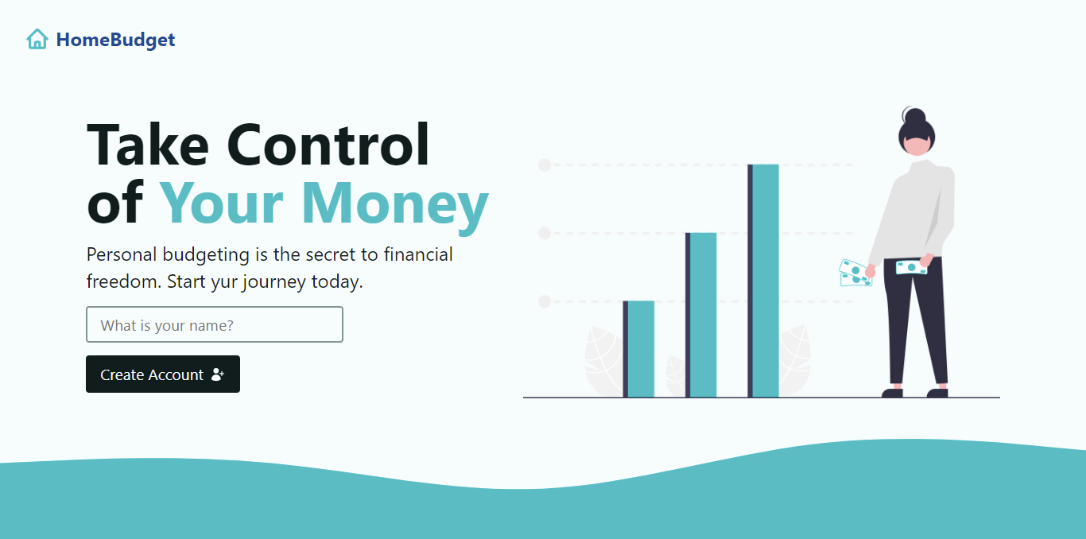 HomeBudget
Take Control
of Your Money
Personal budgeting is the secret to financial
freedom. Start yur journey today.
What is your name?
Create Account